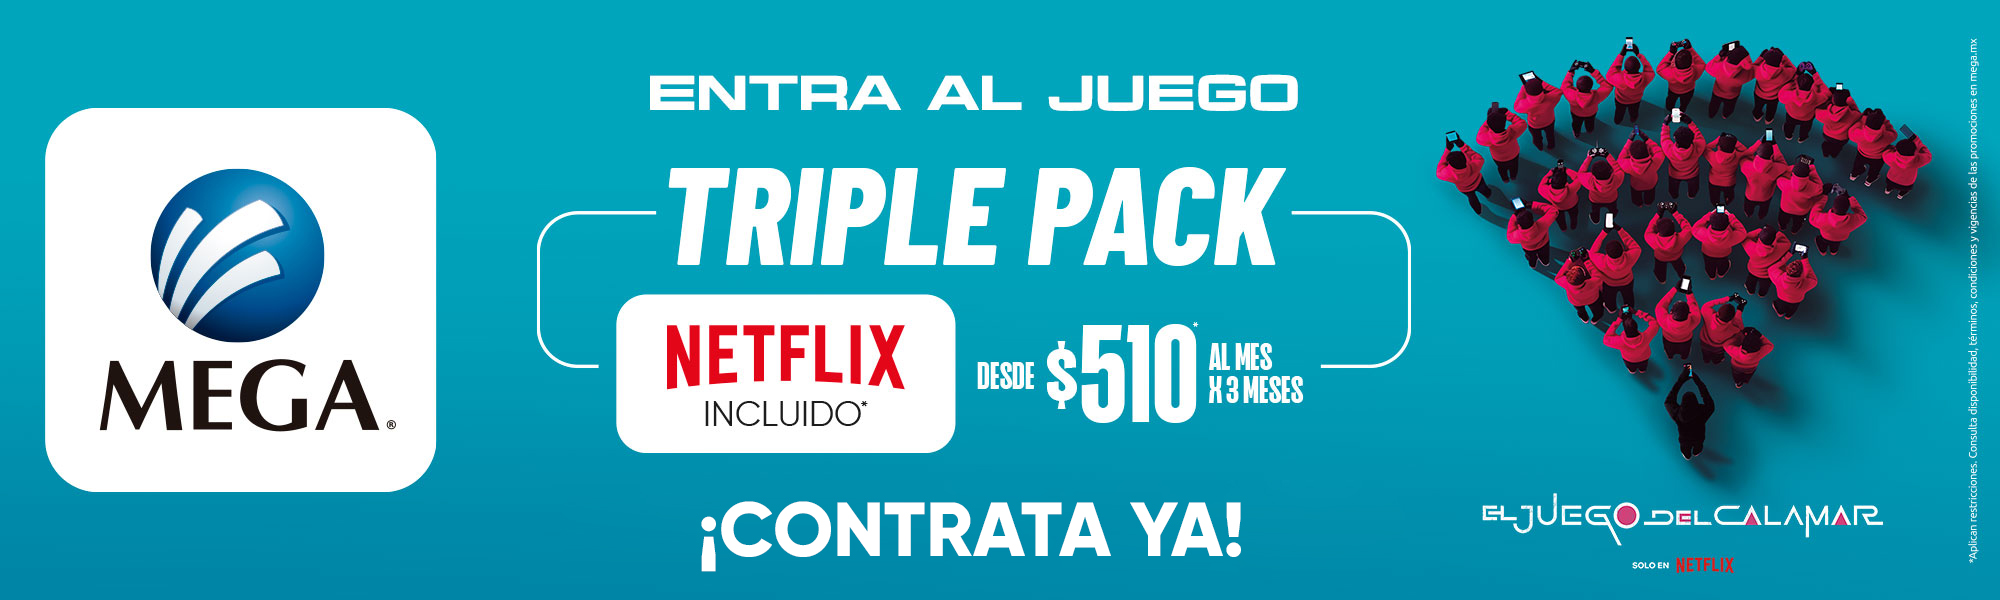 MEGA®
ENTRA AL JUEGO
TRIPLE PACK
NETFLIX
INCLUIDO*
DESDE $510* AL MES
X 3 MESES
¡CONTRATA YA!
EL JUEGO DEL CALAMAR
SOLO EN NETFLIX
*Aplican restricciones. Consulta disponibilidad, términos, condiciones y vigencias de las promociones en mega.mx